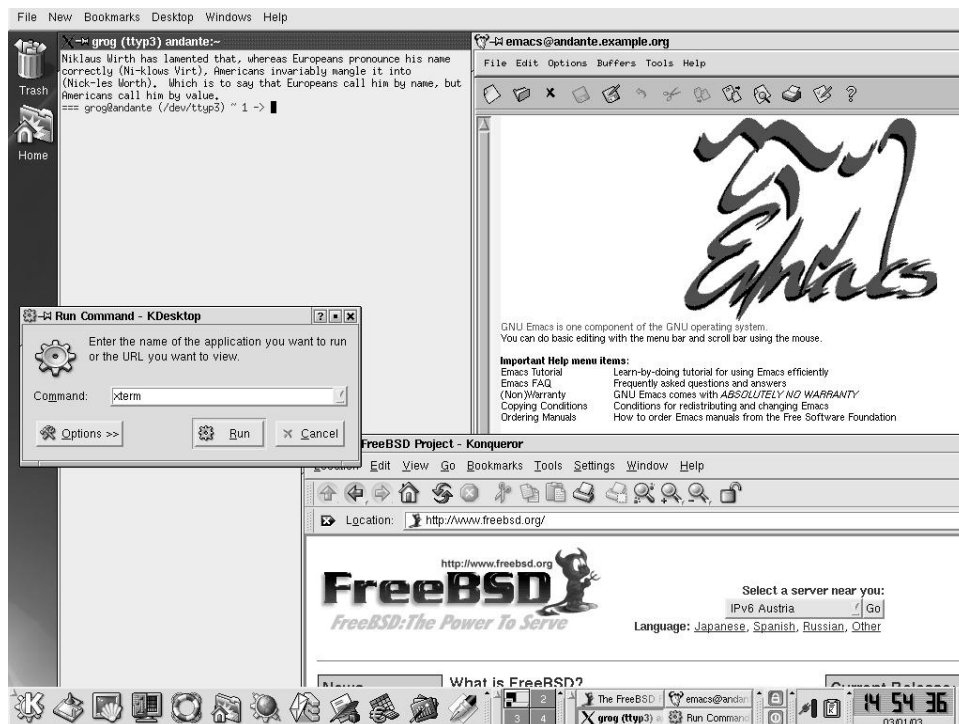 File New Bookmarks Desktop Windows Help
Trash
Home
grog (ttyp3) andante:~
Niklaus Wirth has lamented that, whereas Europeans pronounce his name
correctly (Ni-klows Virt), Americans invariably mangle it into
(Nick-les Worth). Which is to say that Europeans call him by name, but
Americans call him by value.
=== grog@andante (/dev/ttyp3) ~ 1 ->
emacs@andante.example.org
File Edit Options Buffers Tools Help
Emacs
GNU Emacs is one component of the GNU operating system.
You can do basic editing with the menu bar and scroll bar using the mouse.
Important Help menu items:
Emacs Tutorial Learn-by-doing tutorial for using Emacs efficiently
Emacs FAQ Frequently asked questions and answers
(Non)Warranty GNU Emacs comes with ABSOLUTELY NO WARRANTY
Copying Conditions Conditions for redistributing and changing Emacs
Ordering Manuals How to order Emacs manuals from the Free Software Foundation
Run Command - KDesktop
Enter the name of the application you want to run
or the URL you want to view.
Command: xterm
Options >> Run Cancel
FreeBSD Project - Konqueror
Edit View Go Bookmarks Tools Settings Window Help
Location: http://www.freebsd.org/
http://www.freebsd.org
FreeBSD
FreeBSD:The Power To Serve
Select a server near you:
IPv6 Austria Go
Language: Japanese, Spanish, Russian, Other
What is FreeBSD?
2
3 4
The FreeBSD
emacs@andan
grog (ttyp3)
Run Command
14 54 36
03/01/03